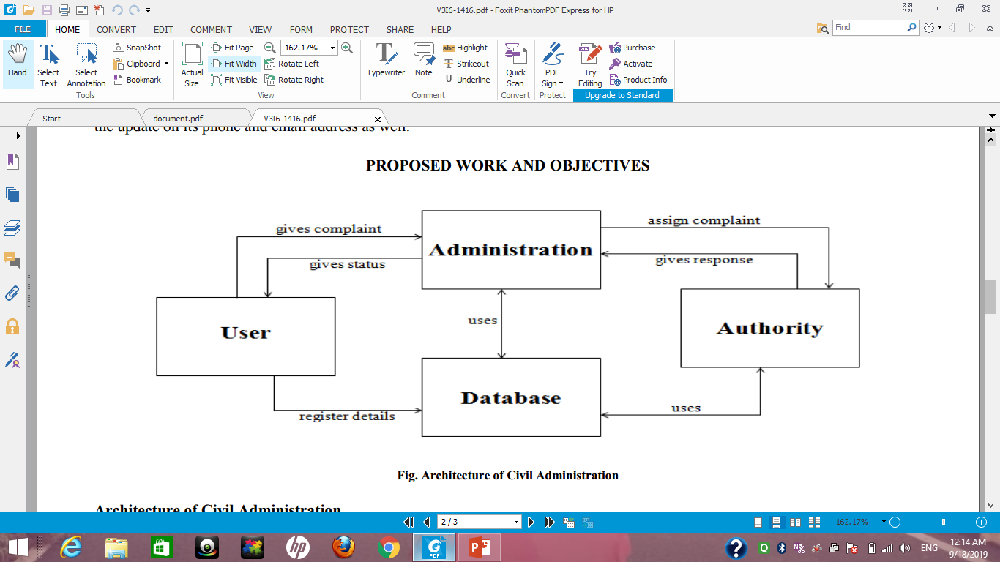 V3I6-1416.pdf - Foxit PhantomPDF Express for HP
FILE HOME CONVERT EDIT COMMENT VIEW FORM PROTECT SHARE HELP Find
Hand
Select Text
Select Annotation
SnapShot
Clipboard
Bookmark
Tools
Actual Size
Fit Page
Fit Width
Fit Visible
162.17%
Rotate Left
Rotate Right
View
Typewriter
Note
abc Highlight
T Strikeout
U Underline
Comment
Quick Scan
Convert
PDF Sign
Protect
PDF
Try Editing
Purchase
Activate
Product Info
Upgrade to Standard
Start document.pdf V3I6-1416.pdf
the update on its phone and email address as well.
PROPOSED WORK AND OBJECTIVES
gives complaint
assign complaint
Administration
gives status
gives response
uses
User
Authority
Database
register details
uses
Fig. Architecture of Civil Administration
Architecture of Civil Administration
2 / 3
162.17%
hp
PDF
ENG
12:14 AM
9/18/2019